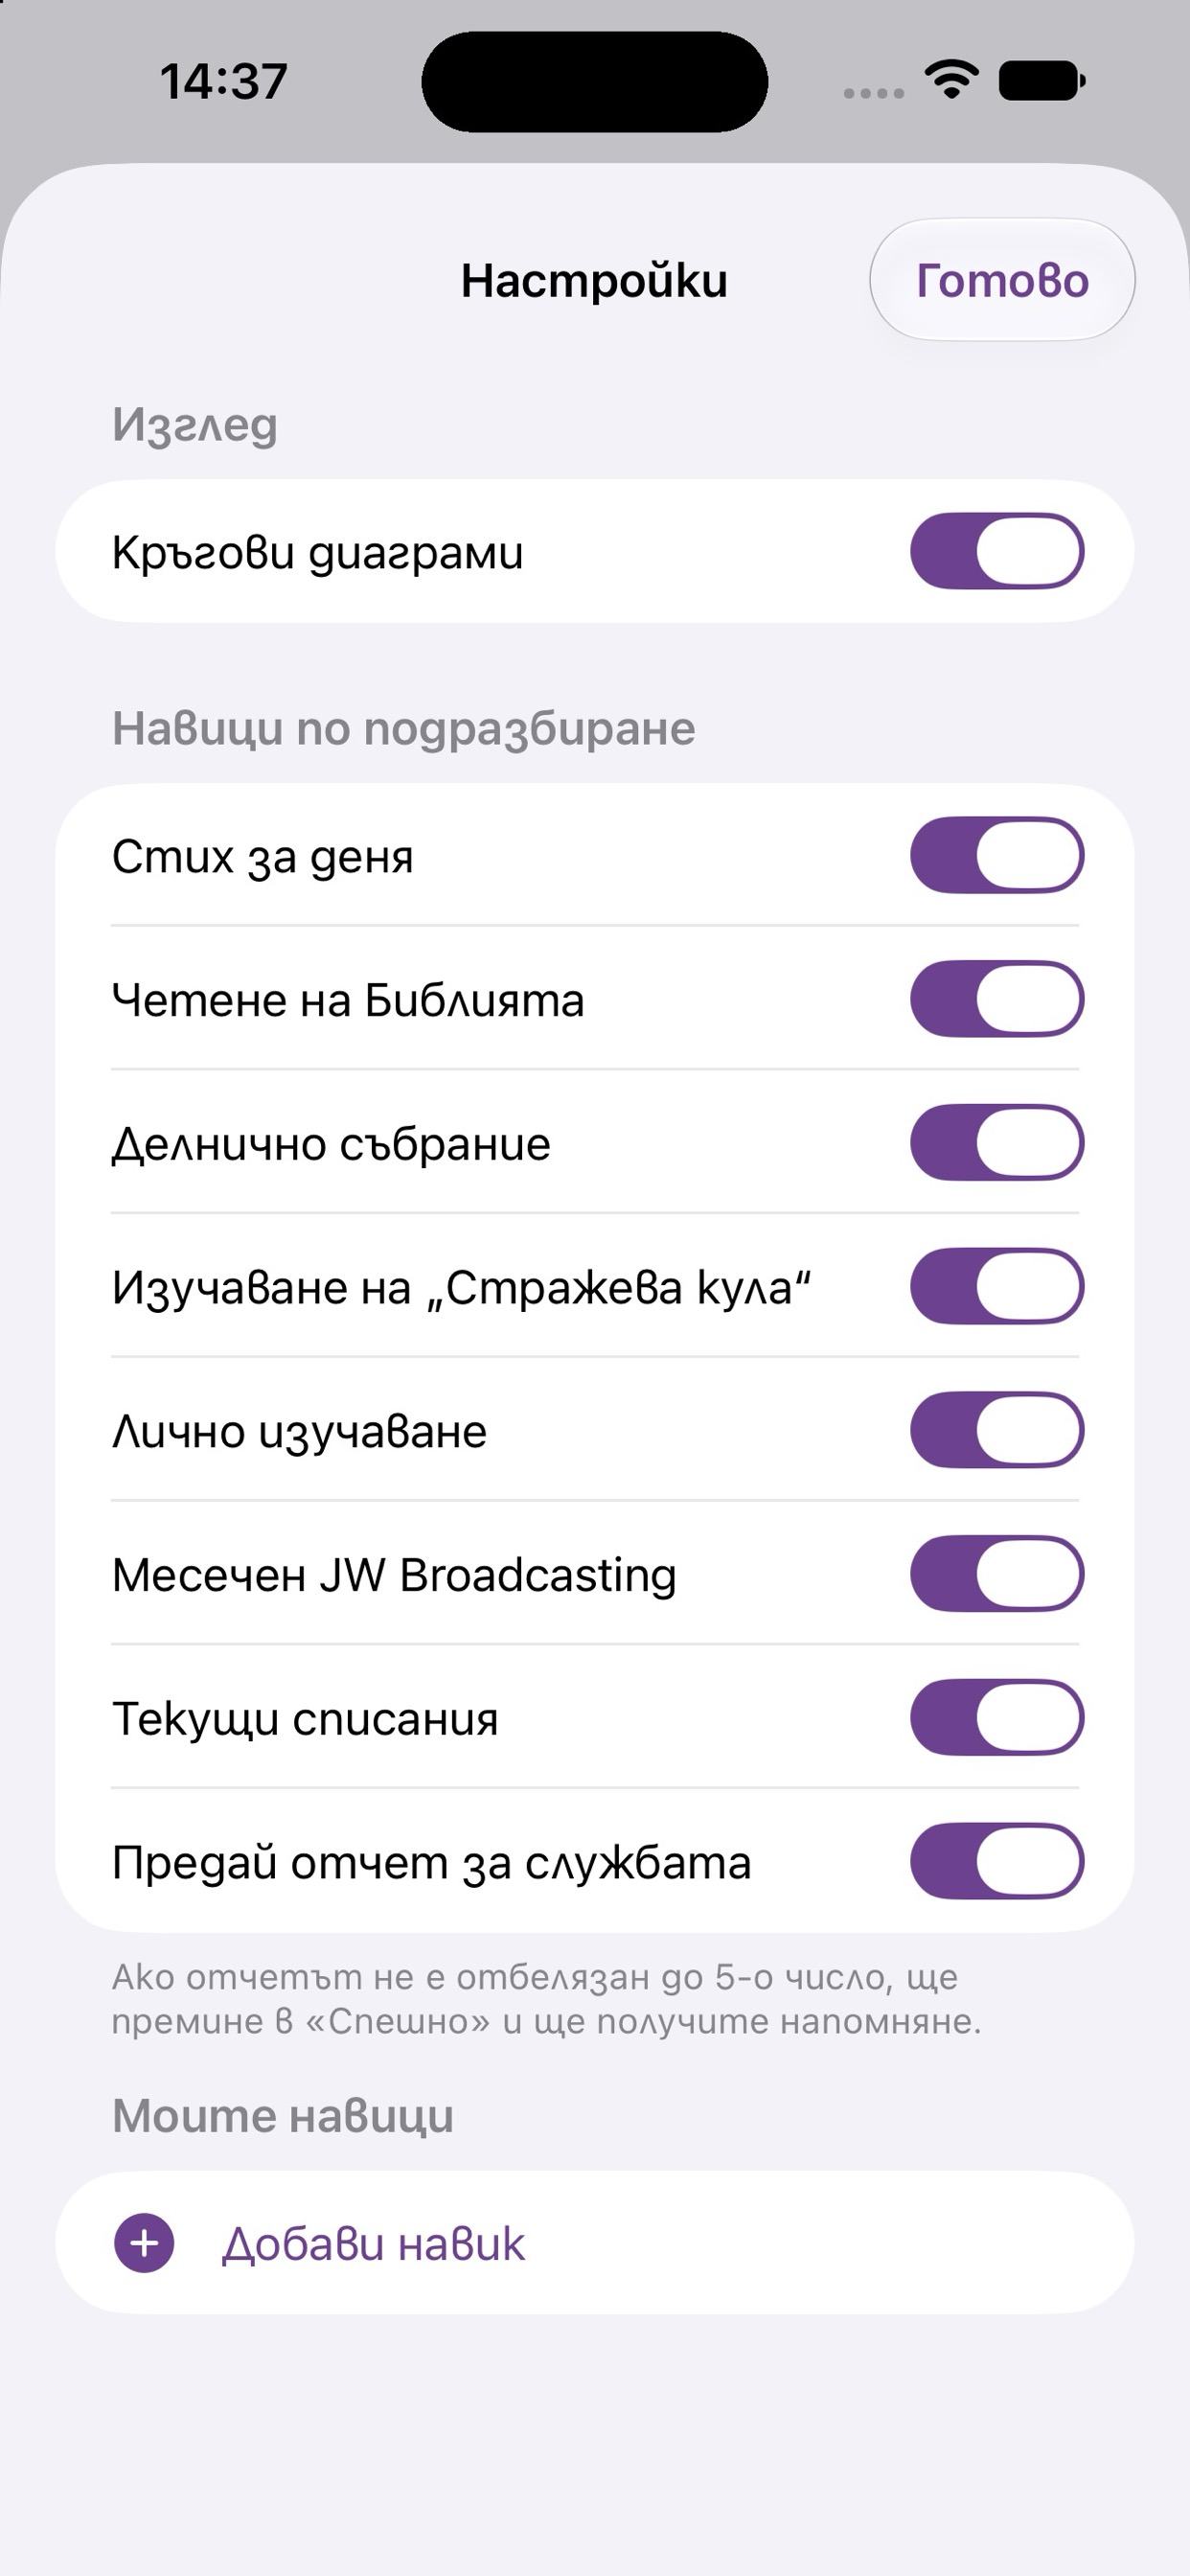 14:37
Настройки
Готово
Изглед
Кръгови диаграми
Навици по подразбиране
Стих за деня
Четене на Библията
Делнично събрание
Изучаване на „Стражева кула“
Лично изучаване
Месечен JW Broadcasting
Текущи списания
Предай отчет за службата
Ако отчетът не е отбелязан до 5-о число, ще
премине в «Спешно» и ще получите напомняне.
Моите навици
Добави навик